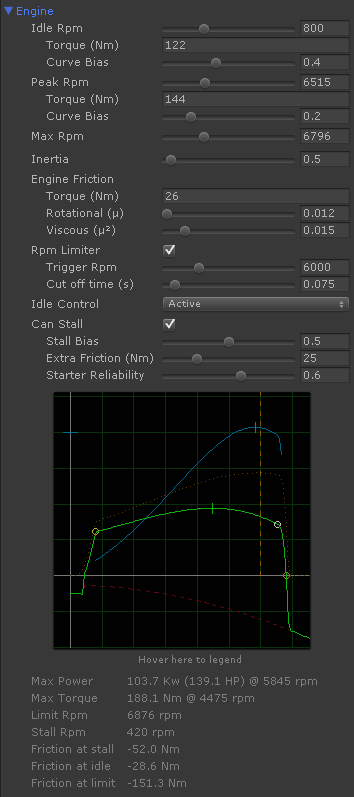 Engine
Idle Rpm 800
Torque (Nm) 122
Curve Bias 0.4
Peak Rpm 6515
Torque (Nm) 144
Curve Bias 0.2
Max Rpm 6796
Inertia 0.5
Engine Friction
Torque (Nm) 26
Rotational (μ) 0.012
Viscous (μ²) 0.015
Rpm Limiter
Trigger Rpm 6000
Cut off time (s) 0.075
Idle Control Active
Can Stall
Stall Bias 0.5
Extra Friction (Nm) 25
Starter Reliability 0.6
Hover here to legend
Max Power 103.7 Kw (139.1 HP) @ 5845 rpm
Max Torque 188.1 Nm @ 4475 rpm
Limit Rpm 6876 rpm
Stall Rpm 420 rpm
Friction at stall -52.0 Nm
Friction at idle -28.6 Nm
Friction at limit -151.3 Nm